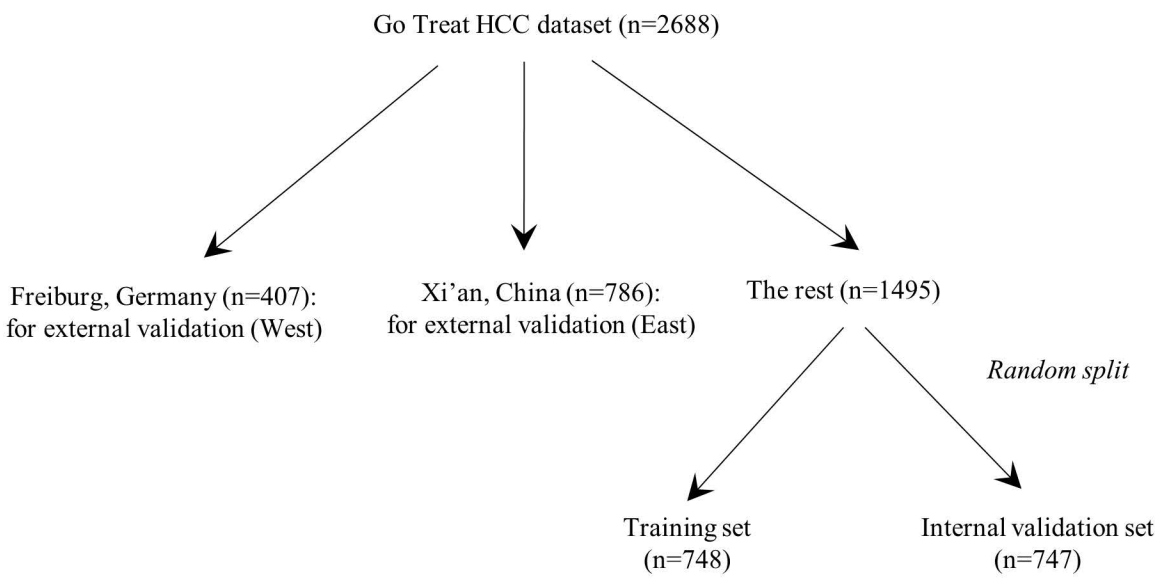 Go Treat HCC dataset (n=2688)
Freiburg, Germany (n=407):
for external validation (West)
Xi’an, China (n=786):
for external validation (East)
The rest (n=1495)
Random split
Training set
(n=748)
Internal validation set
(n=747)